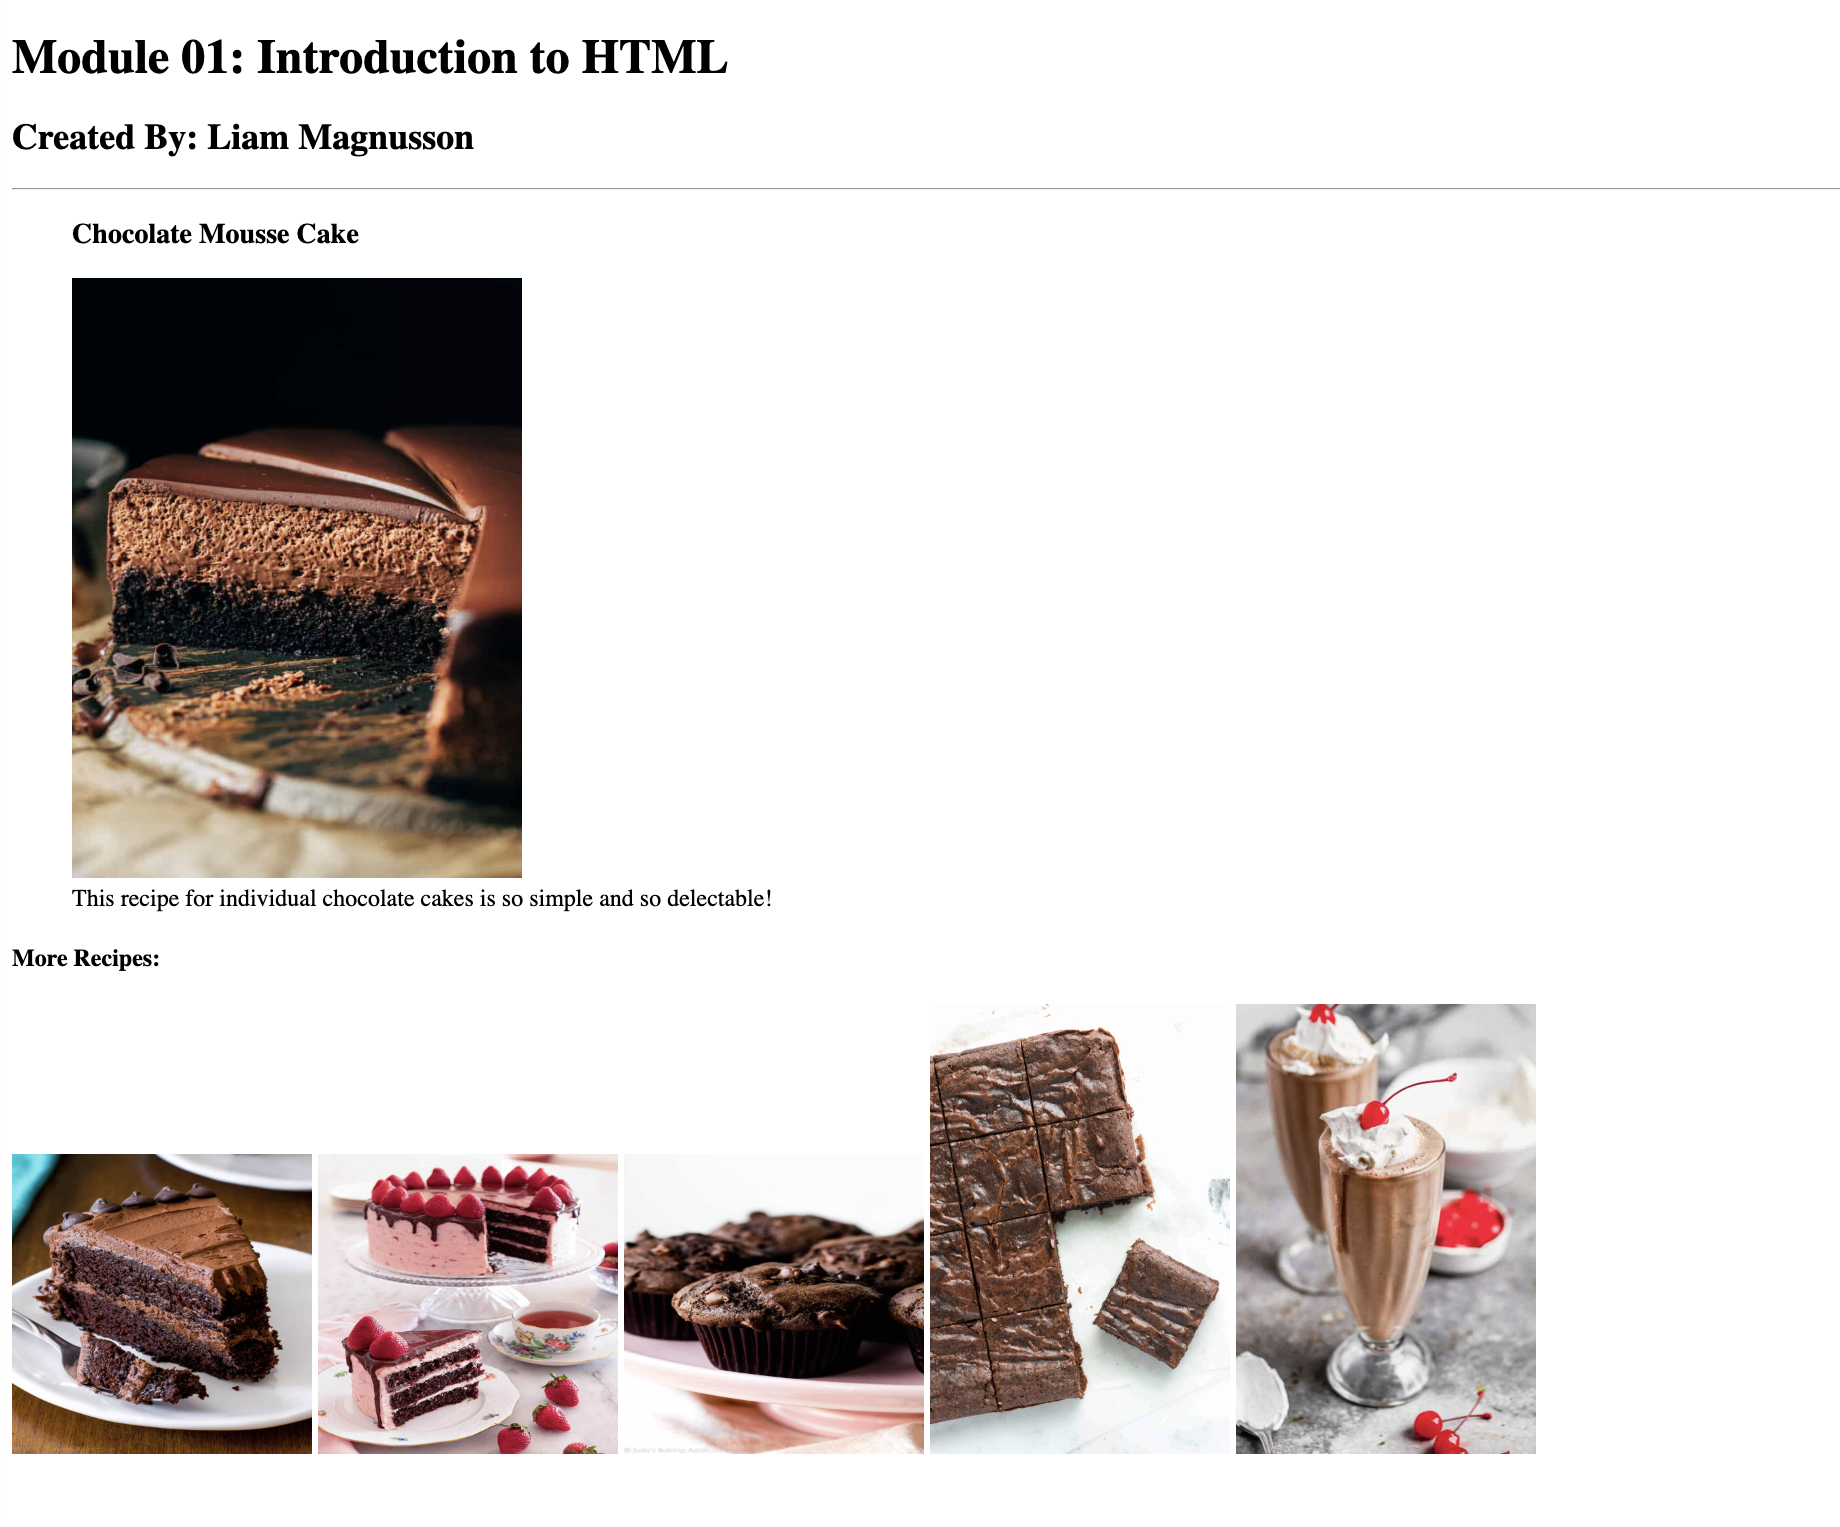 Module 01: Introduction to HTML
Created By: Liam Magnusson
Chocolate Mousse Cake
This recipe for individual chocolate cakes is so simple and so delectable!
More Recipes: